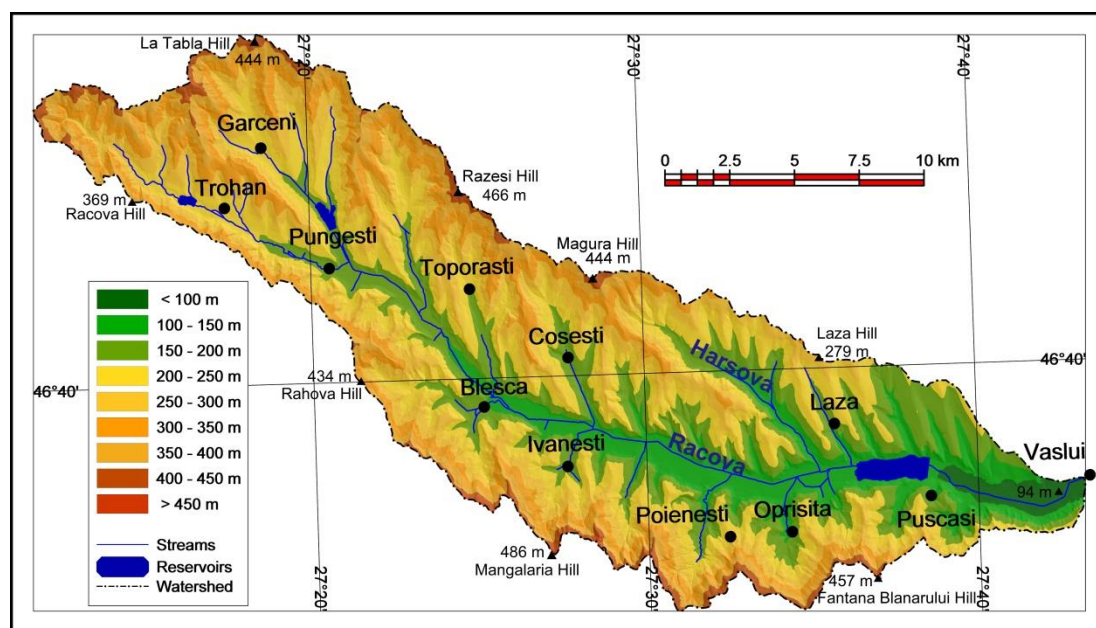 La Tabla Hill
444 m
27°20'
27°30'
27°40'
Garceni
0 2.5 5 7.5 10 km
Trohan
369 m
Racova Hill
Razesi Hill
466 m
Pungesti
Magura Hill
444 m
Toporasti
Cosesti
Harsova
Laza Hill
279 m
46°40'
46°40'
434 m
Rahova Hill
Blesca
Laza
Ivanesti
Racova
Vaslui
94 m
Poienesti
Oprisita
Puscasi
486 m
Mangalaria Hill
457 m
Fantana Blanarului Hill
27°20'
27°30'
27°40'
< 100 m
100 - 150 m
150 - 200 m
200 - 250 m
250 - 300 m
300 - 350 m
350 - 400 m
400 - 450 m
> 450 m
Streams
Reservoirs
Watershed